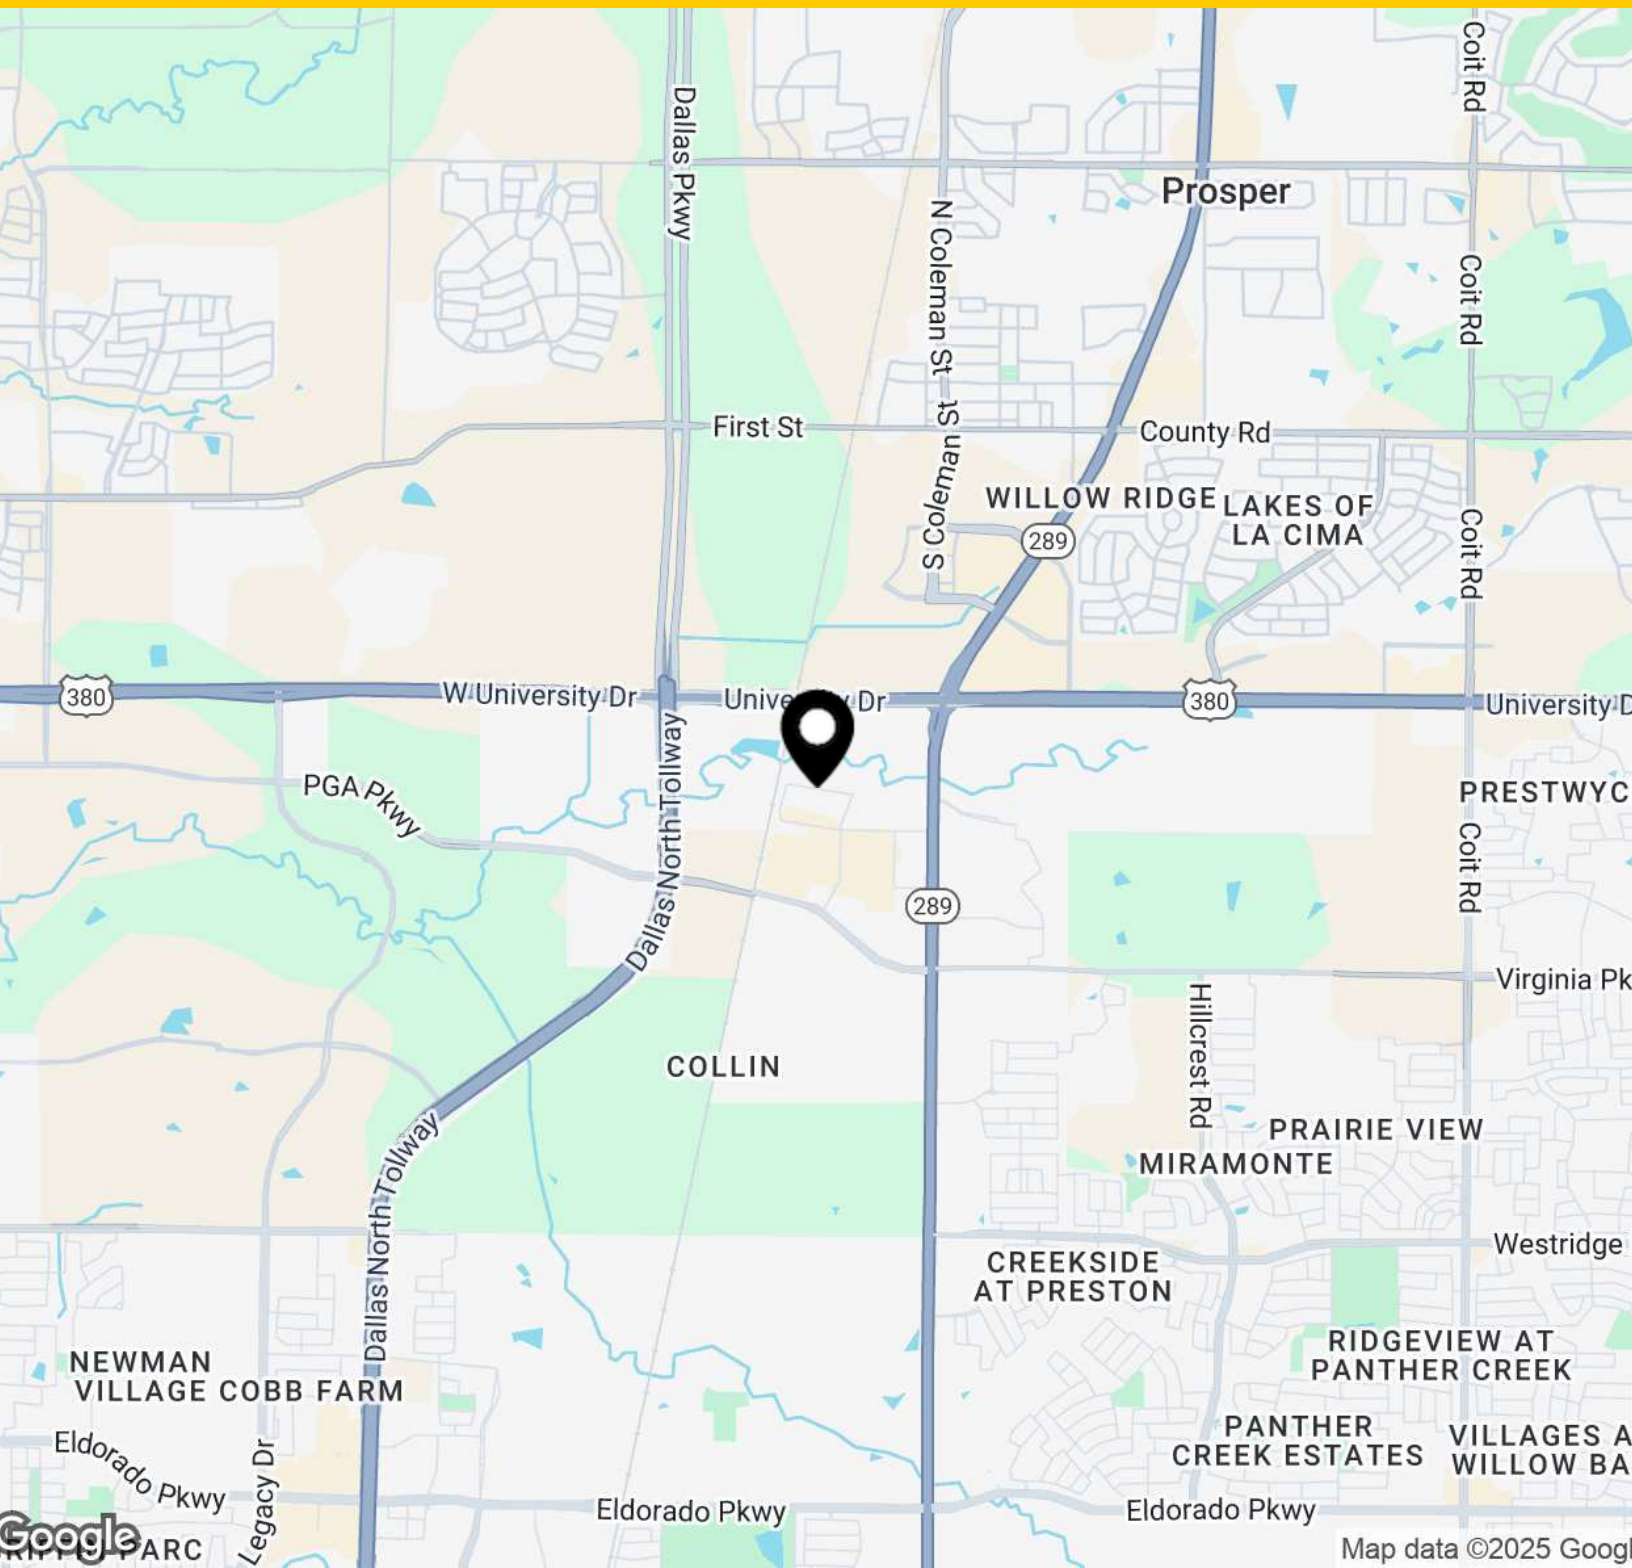 Coit Rd
Dallas Pkwy
Prosper
N Coleman St
Coit Rd
First St
County Rd
S Coleman St
WILLOW RIDGE
LAKES OF
LA CIMA
289
Coit Rd
380
W University Dr
University Dr
380
University D
Dallas North Tollway
PGA Pkwy
PRESTWYC
Coit Rd
289
Dallas North Tollway
Virginia Pk
Hillcrest Rd
COLLIN
PRAIRIE VIEW
MIRAMONTE
Dallas North Tollway
Westridge
CREEKSIDE
AT PRESTON
NEWMAN
VILLAGE
COBB FARM
RIDGEVIEW AT
PANTHER CREEK
PANTHER
CREEK ESTATES
VILLAGES A
WILLOW BA
Eldorado Pkwy
Legacy Dr
Eldorado Pkwy
Eldorado Pkwy
Google
PARC
Map data ©2025 Googl